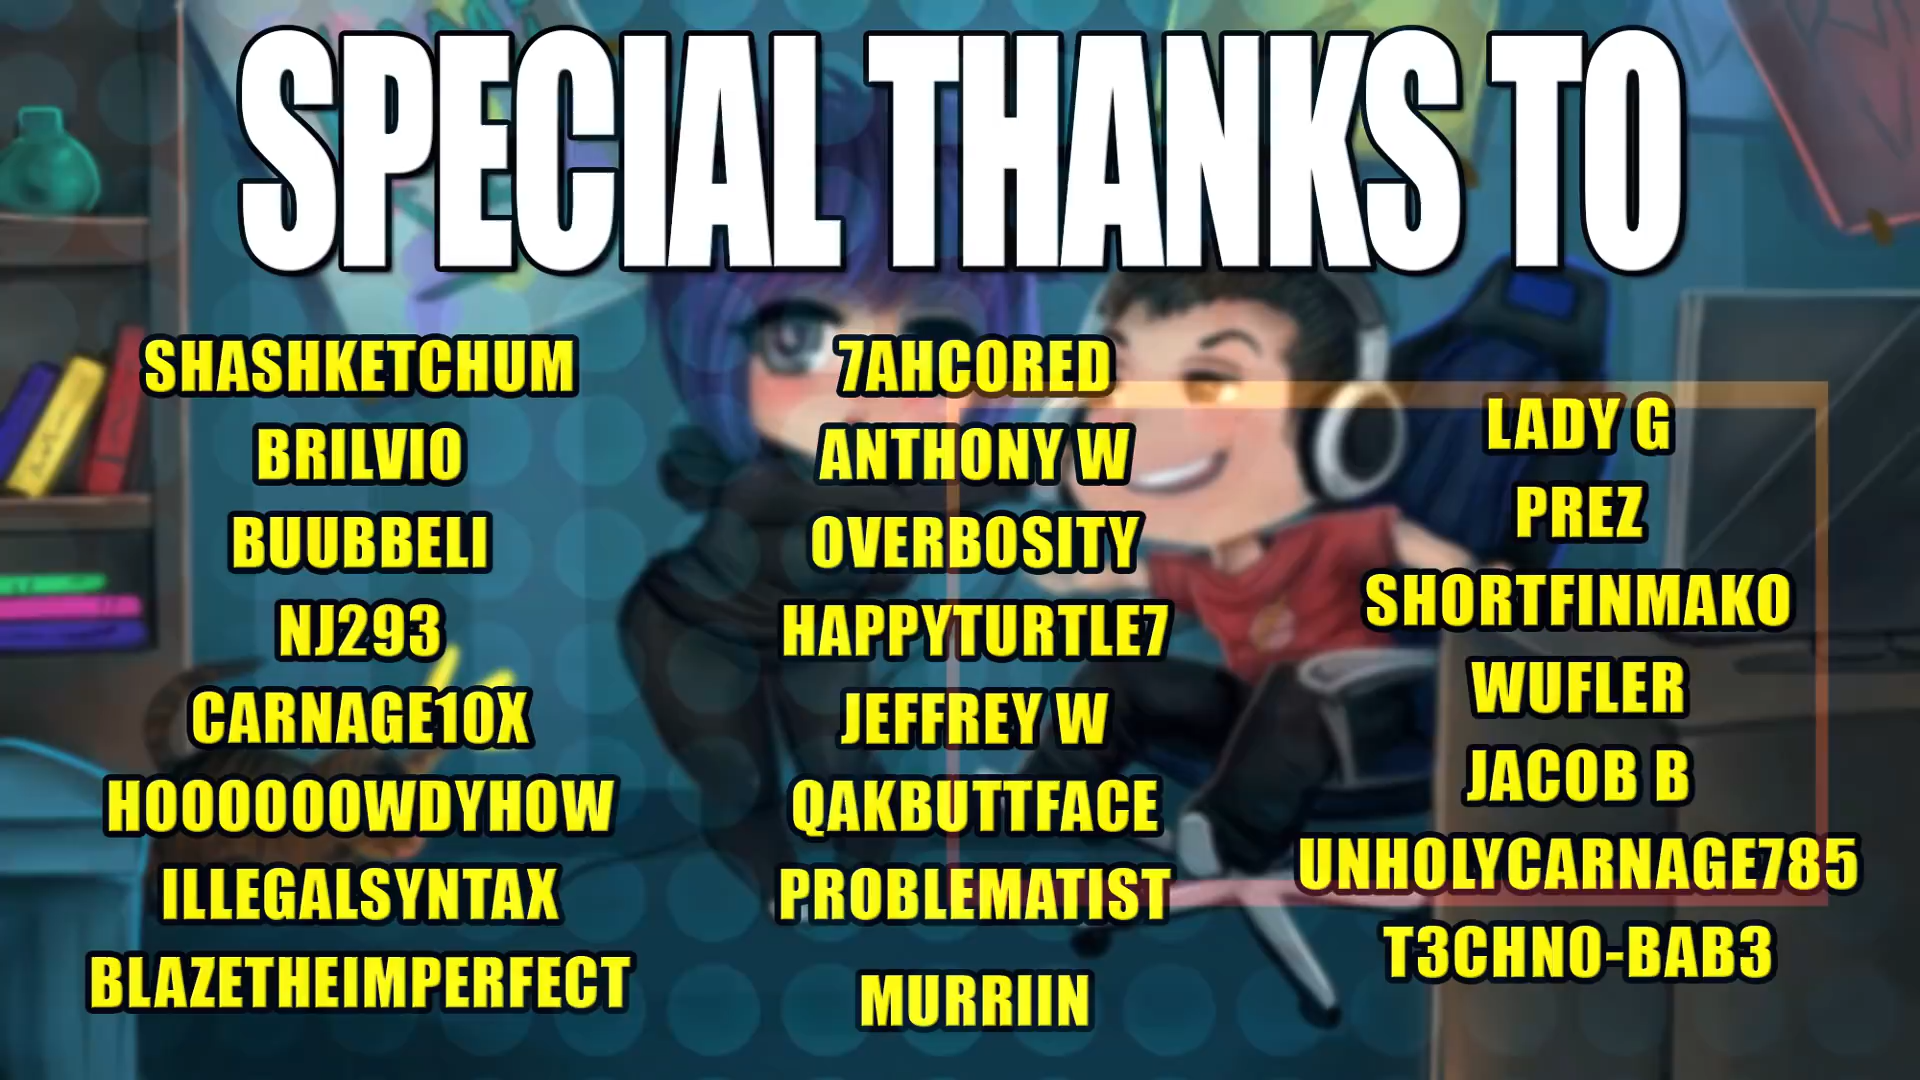 SPECIAL THANKS TO
SHASHKETCHUM
BRILVIO
BUUBBELI
NJ293
CARNAGE10X
HOOOOOOWDYHOW
ILLEGALSYNTAX
BLAZETHEIMPERFECT
7AHCORED
ANTHONY W
OVERBOSITY
HAPPYTURTLE7
JEFFREY W
QAKBUTTFACE
PROBLEMATIST
MURRIIN
LADY G
PREZ
SHORTFINMAKO
WUFLER
JACOB B
UNHOLYCARNAGE785
T3CHNO-BAB3